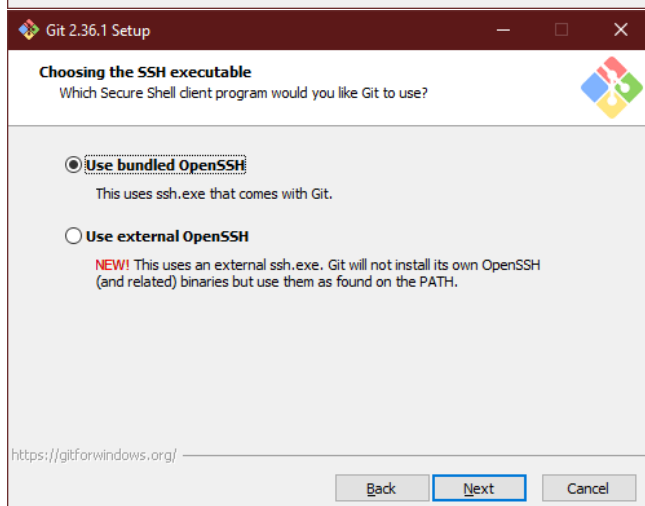 Git 2.36.1 Setup
Choosing the SSH executable
Which Secure Shell client program would you like Git to use?
Use bundled OpenSSH
This uses ssh.exe that comes with Git.
Use external OpenSSH
NEW! This uses an external ssh.exe. Git will not install its own OpenSSH
(and related) binaries but use them as found on the PATH.
https://gitforwindows.org/
Back Next Cancel